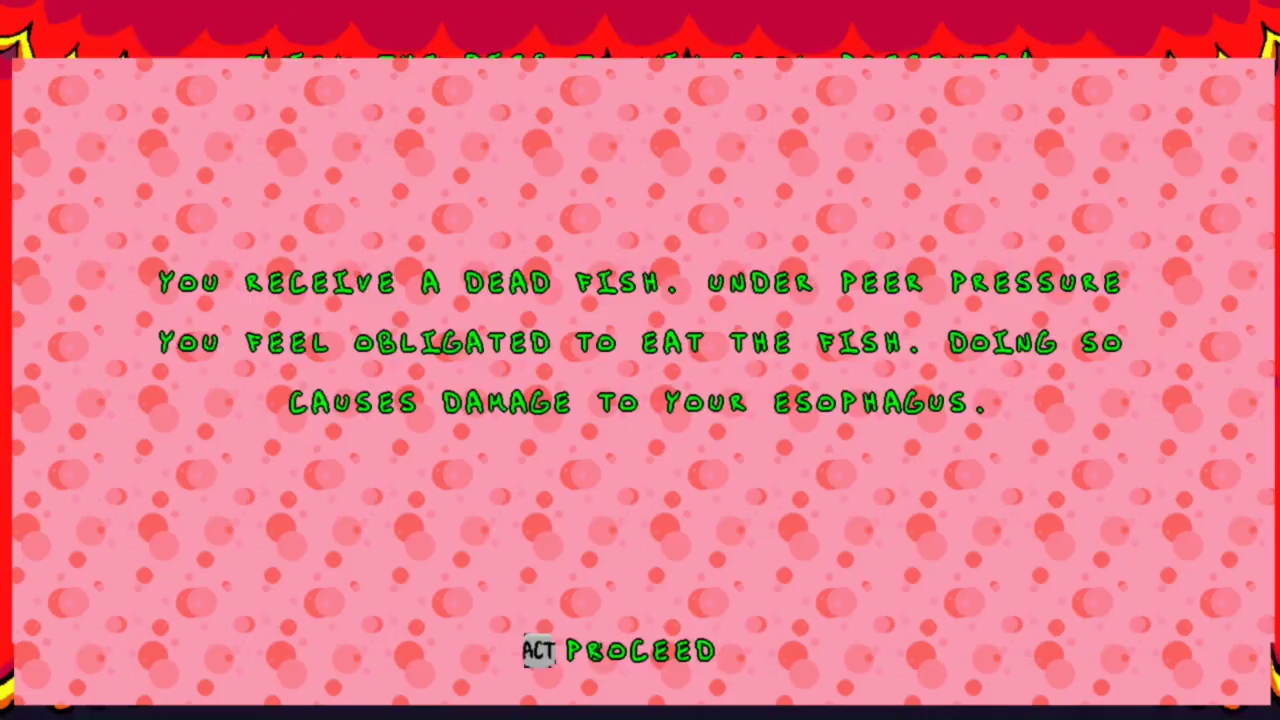 YOU RECEIVE A DEAD FISH. UNDER PEER PRESSURE
YOU FEEL OBLIGATED TO EAT THE FISH. DOING SO
CAUSES DAMAGE TO YOUR ESOPHAGUS.
ACT PROCEED